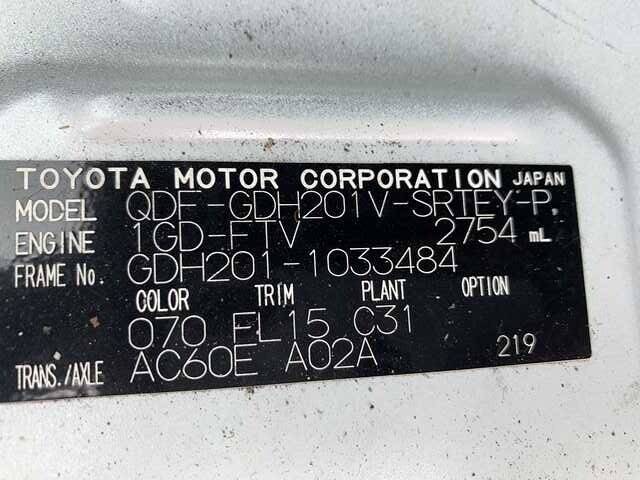 TOYOTA MOTOR CORPORATION JAPAN
MODEL QDF-GDH201V-SRTEY-P.
ENGINE 1GD-FTV 2754 mL
FRAME No. GDH201-1033484
COLOR TRIM PLANT OPTION
070 FL15 C31
TRANS./AXLE AC60E A02A 219